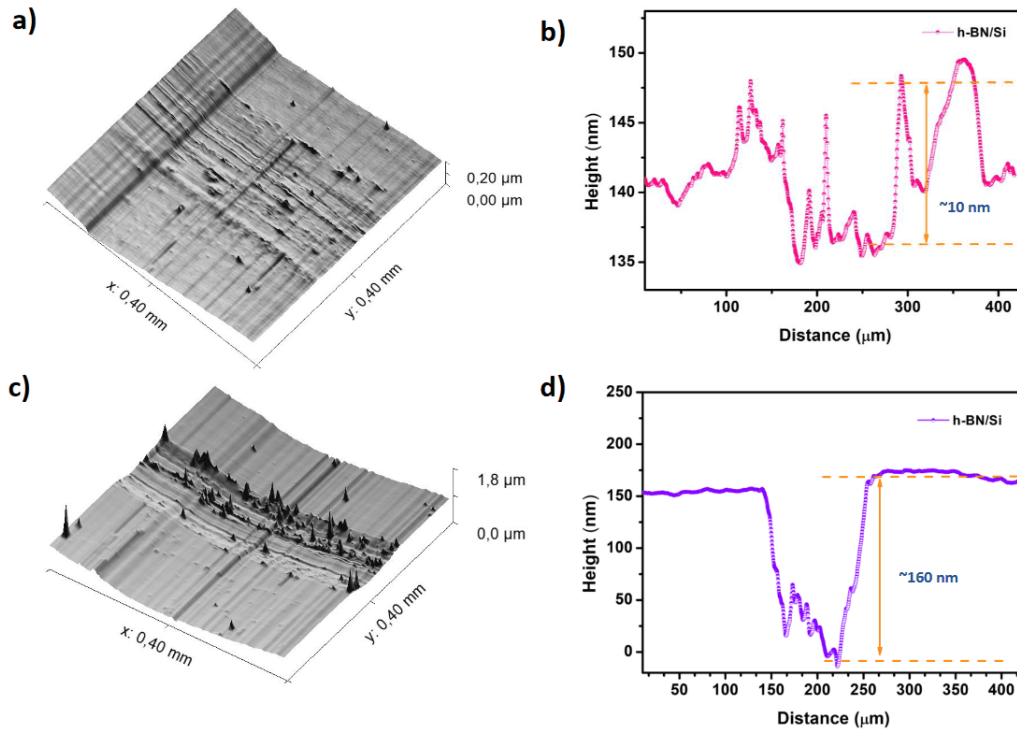 a)
0,20 µm
0,00 µm
x: 0,40 mm
y: 0,40 mm
b)
h-BN/Si
150
145
140
135
Height (nm)
~10 nm
100
200
300
400
Distance (µm)
c)
1,8 µm
0,0 µm
x: 0,40 mm
y: 0,40 mm
d)
h-BN/Si
250
200
150
100
50
0
Height (nm)
~160 nm
50
100
150
200
250
300
350
400
Distance (µm)